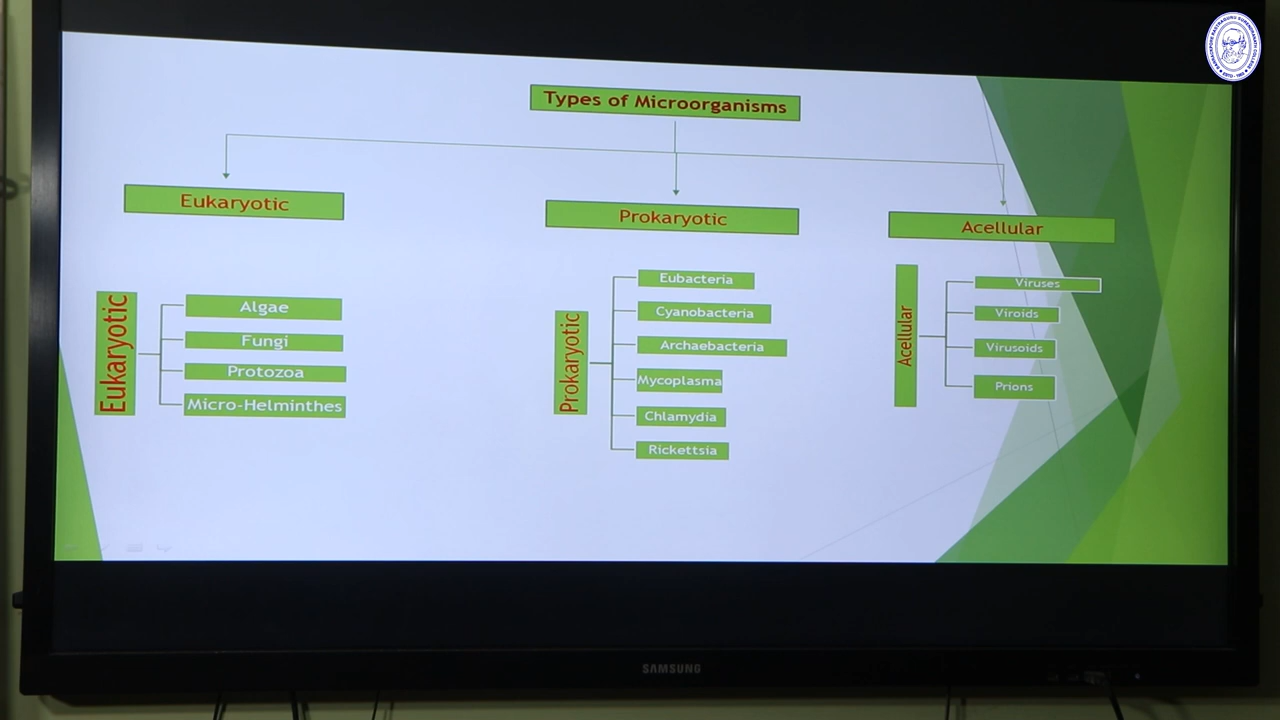 Types of Microorganisms
Eukaryotic
Prokaryotic
Acellular
Eukaryotic
Algae
Fungi
Protozoa
Micro-Helminthes
Prokaryotic
Eubacteria
Cyanobacteria
Archaebacteria
Mycoplasma
Chlamydia
Rickettsia
Acellular
Viruses
Viroids
Virusoids
Prions
SAMSUNG